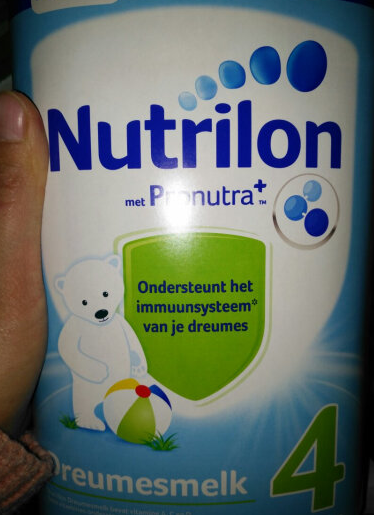 Nutrilon
met Pronutra+™
Ondersteunt het
immuunsysteem*
van je dreumes
Dreumesmelk 4